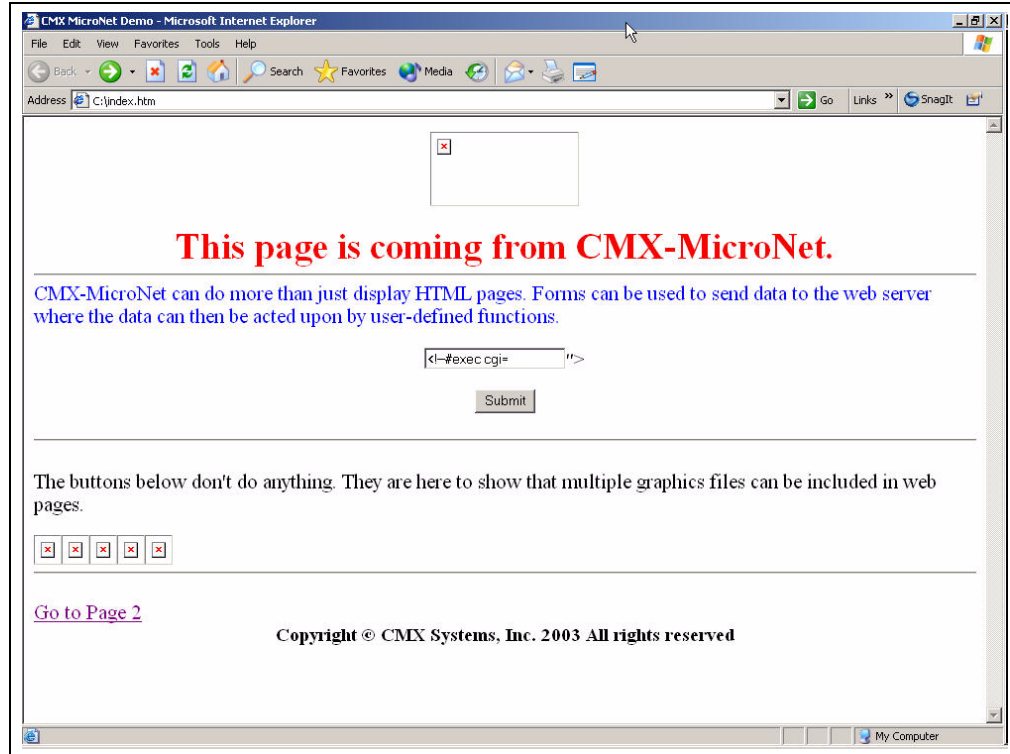 CMX MicroNet Demo - Microsoft Internet Explorer
File Edit View Favorites Tools Help
Back Search Favorites Media
Address C:\index.htm Go Links » SnagIt
This page is coming from CMX-MicroNet.
CMX-MicroNet can do more than just display HTML pages. Forms can be used to send data to the web server
where the data can then be acted upon by user-defined functions.
<!--#exec cgi= ">
Submit
The buttons below don't do anything. They are here to show that multiple graphics files can be included in web
pages.
Go to Page 2
Copyright © CMX Systems, Inc. 2003 All rights reserved
My Computer